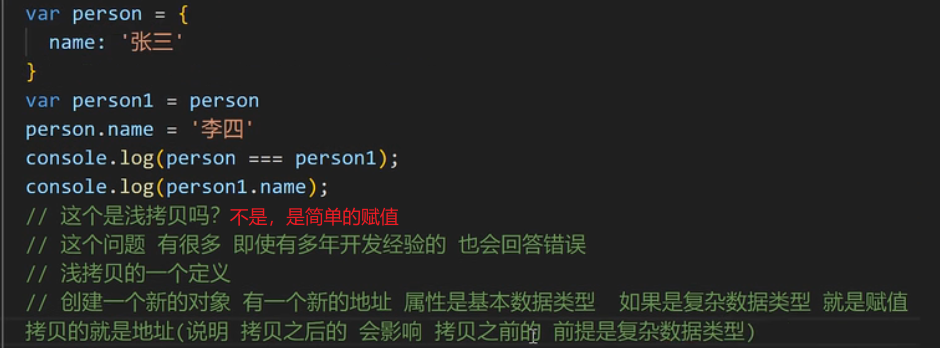 var person = {
name: '张三'
}
var person1 = person
person.name = '李四'
console.log(person === person1);
console.log(person1.name);
// 这个是浅拷贝吗? 不是，是简单的赋值
// 这个问题 有很多 即使有多年开发经验的 也会回答错误
// 浅拷贝的一个定义
// 创建一个新的对象 有一个新的地址 属性是基本数据类型 如果是复杂数据类型 就是赋值
拷贝的就是地址(说明 拷贝之后的 会影响 拷贝之前的 前提是复杂数据类型)